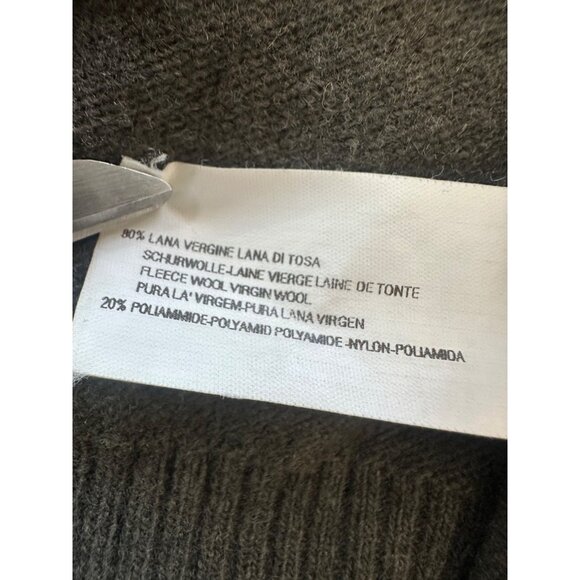 80% LANA VERGINE LANA DI TOSA
SCHURWOLLE-LAINE VIERGE LAINE DE TONTE
FLEECE WOOL VIRGIN WOOL
PURA LA' VIRGEM-PURA LANA VIRGEN
20% POLIAMMIDE-POLYAMID POLYAMIDE-NYLON-POLIAMIDA